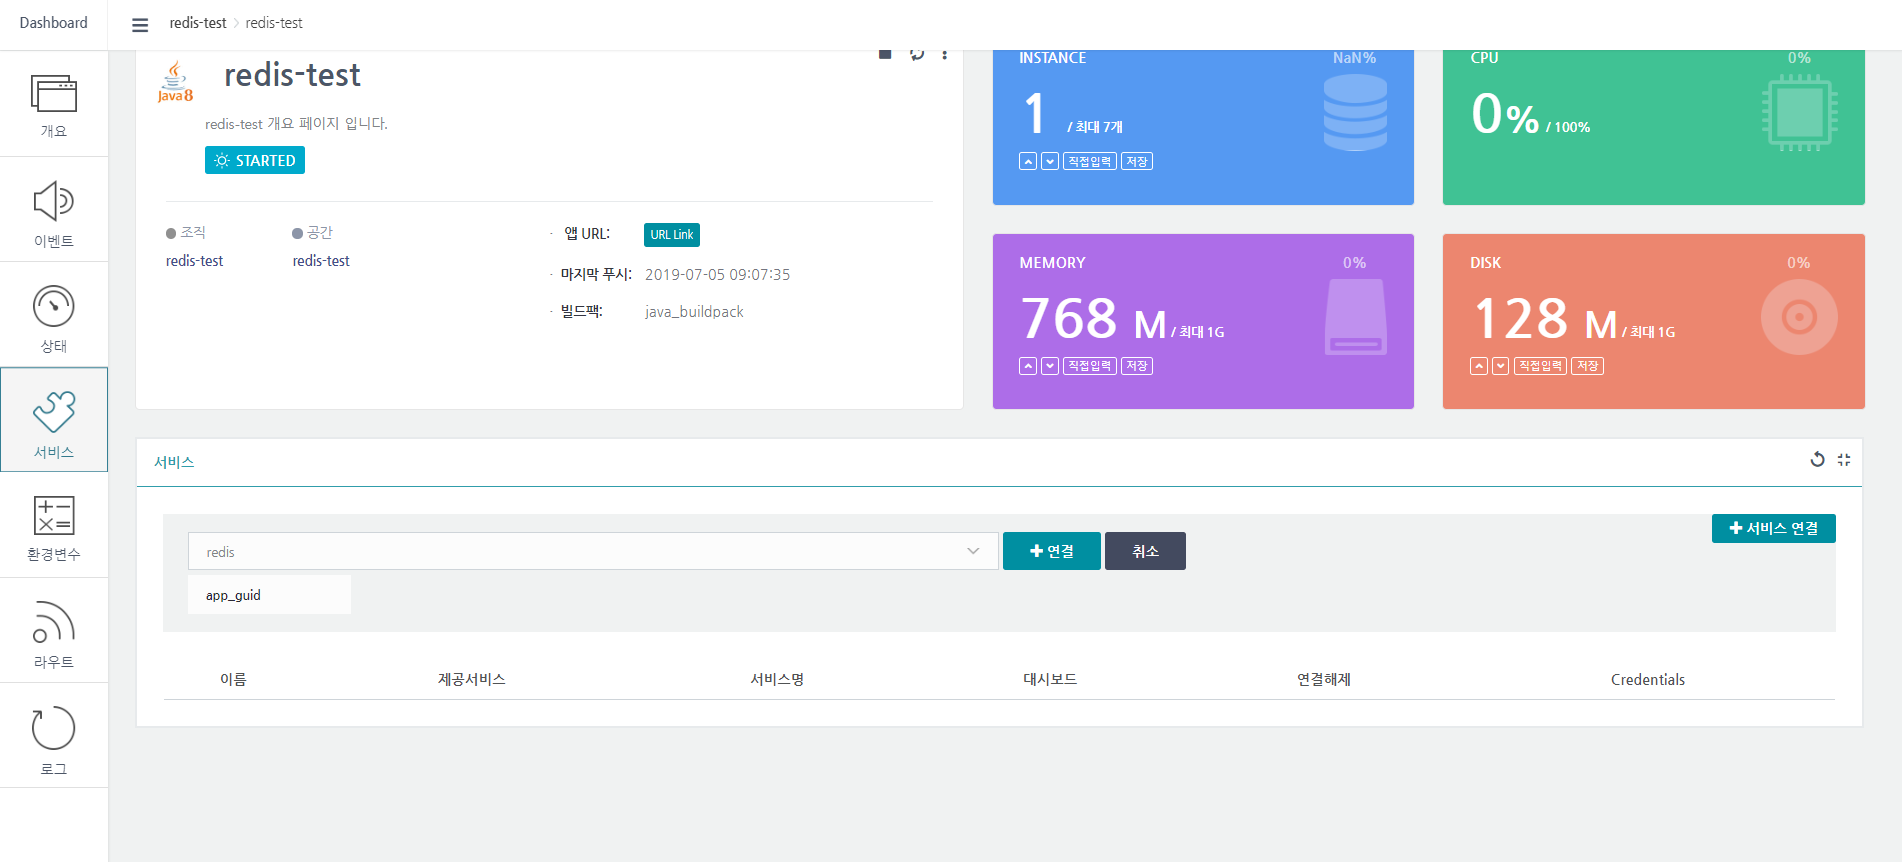 Dashboard
redis-test > redis-test
개요
이벤트
상태
서비스
환경변수
라우트
로그
Java 8
redis-test
redis-test 개요 페이지 입니다.
STARTED
조직
redis-test
공간
redis-test
· 앱 URL: URL Link
· 마지막 푸시: 2019-07-05 09:07:35
· 빌드팩: java_buildpack
INSTANCE NaN%
1 / 최대 7개
직접입력 저장
CPU 0%
0% / 100%
MEMORY 0%
768 M / 최대 1G
직접입력 저장
DISK 0%
128 M / 최대 1G
직접입력 저장
서비스
서비스 연결
redis
연결 취소
app_guid
이름 제공서비스 서비스명 대시보드 연결해제 Credentials